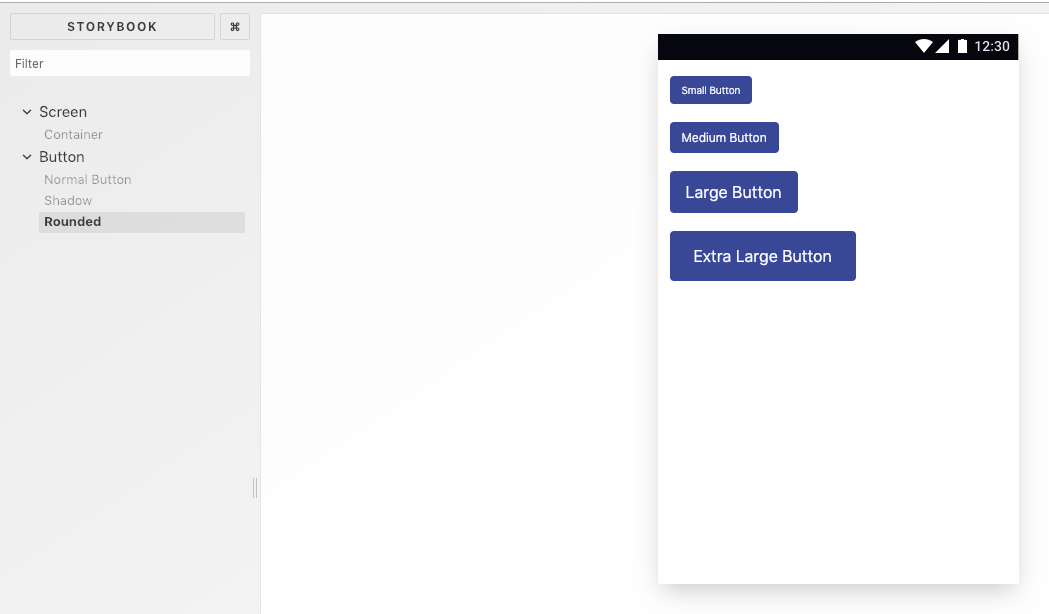 STORYBOOK
⌘
Filter
Screen
Container
Button
Normal Button
Shadow
Rounded
12:30
Small Button
Medium Button
Large Button
Extra Large Button